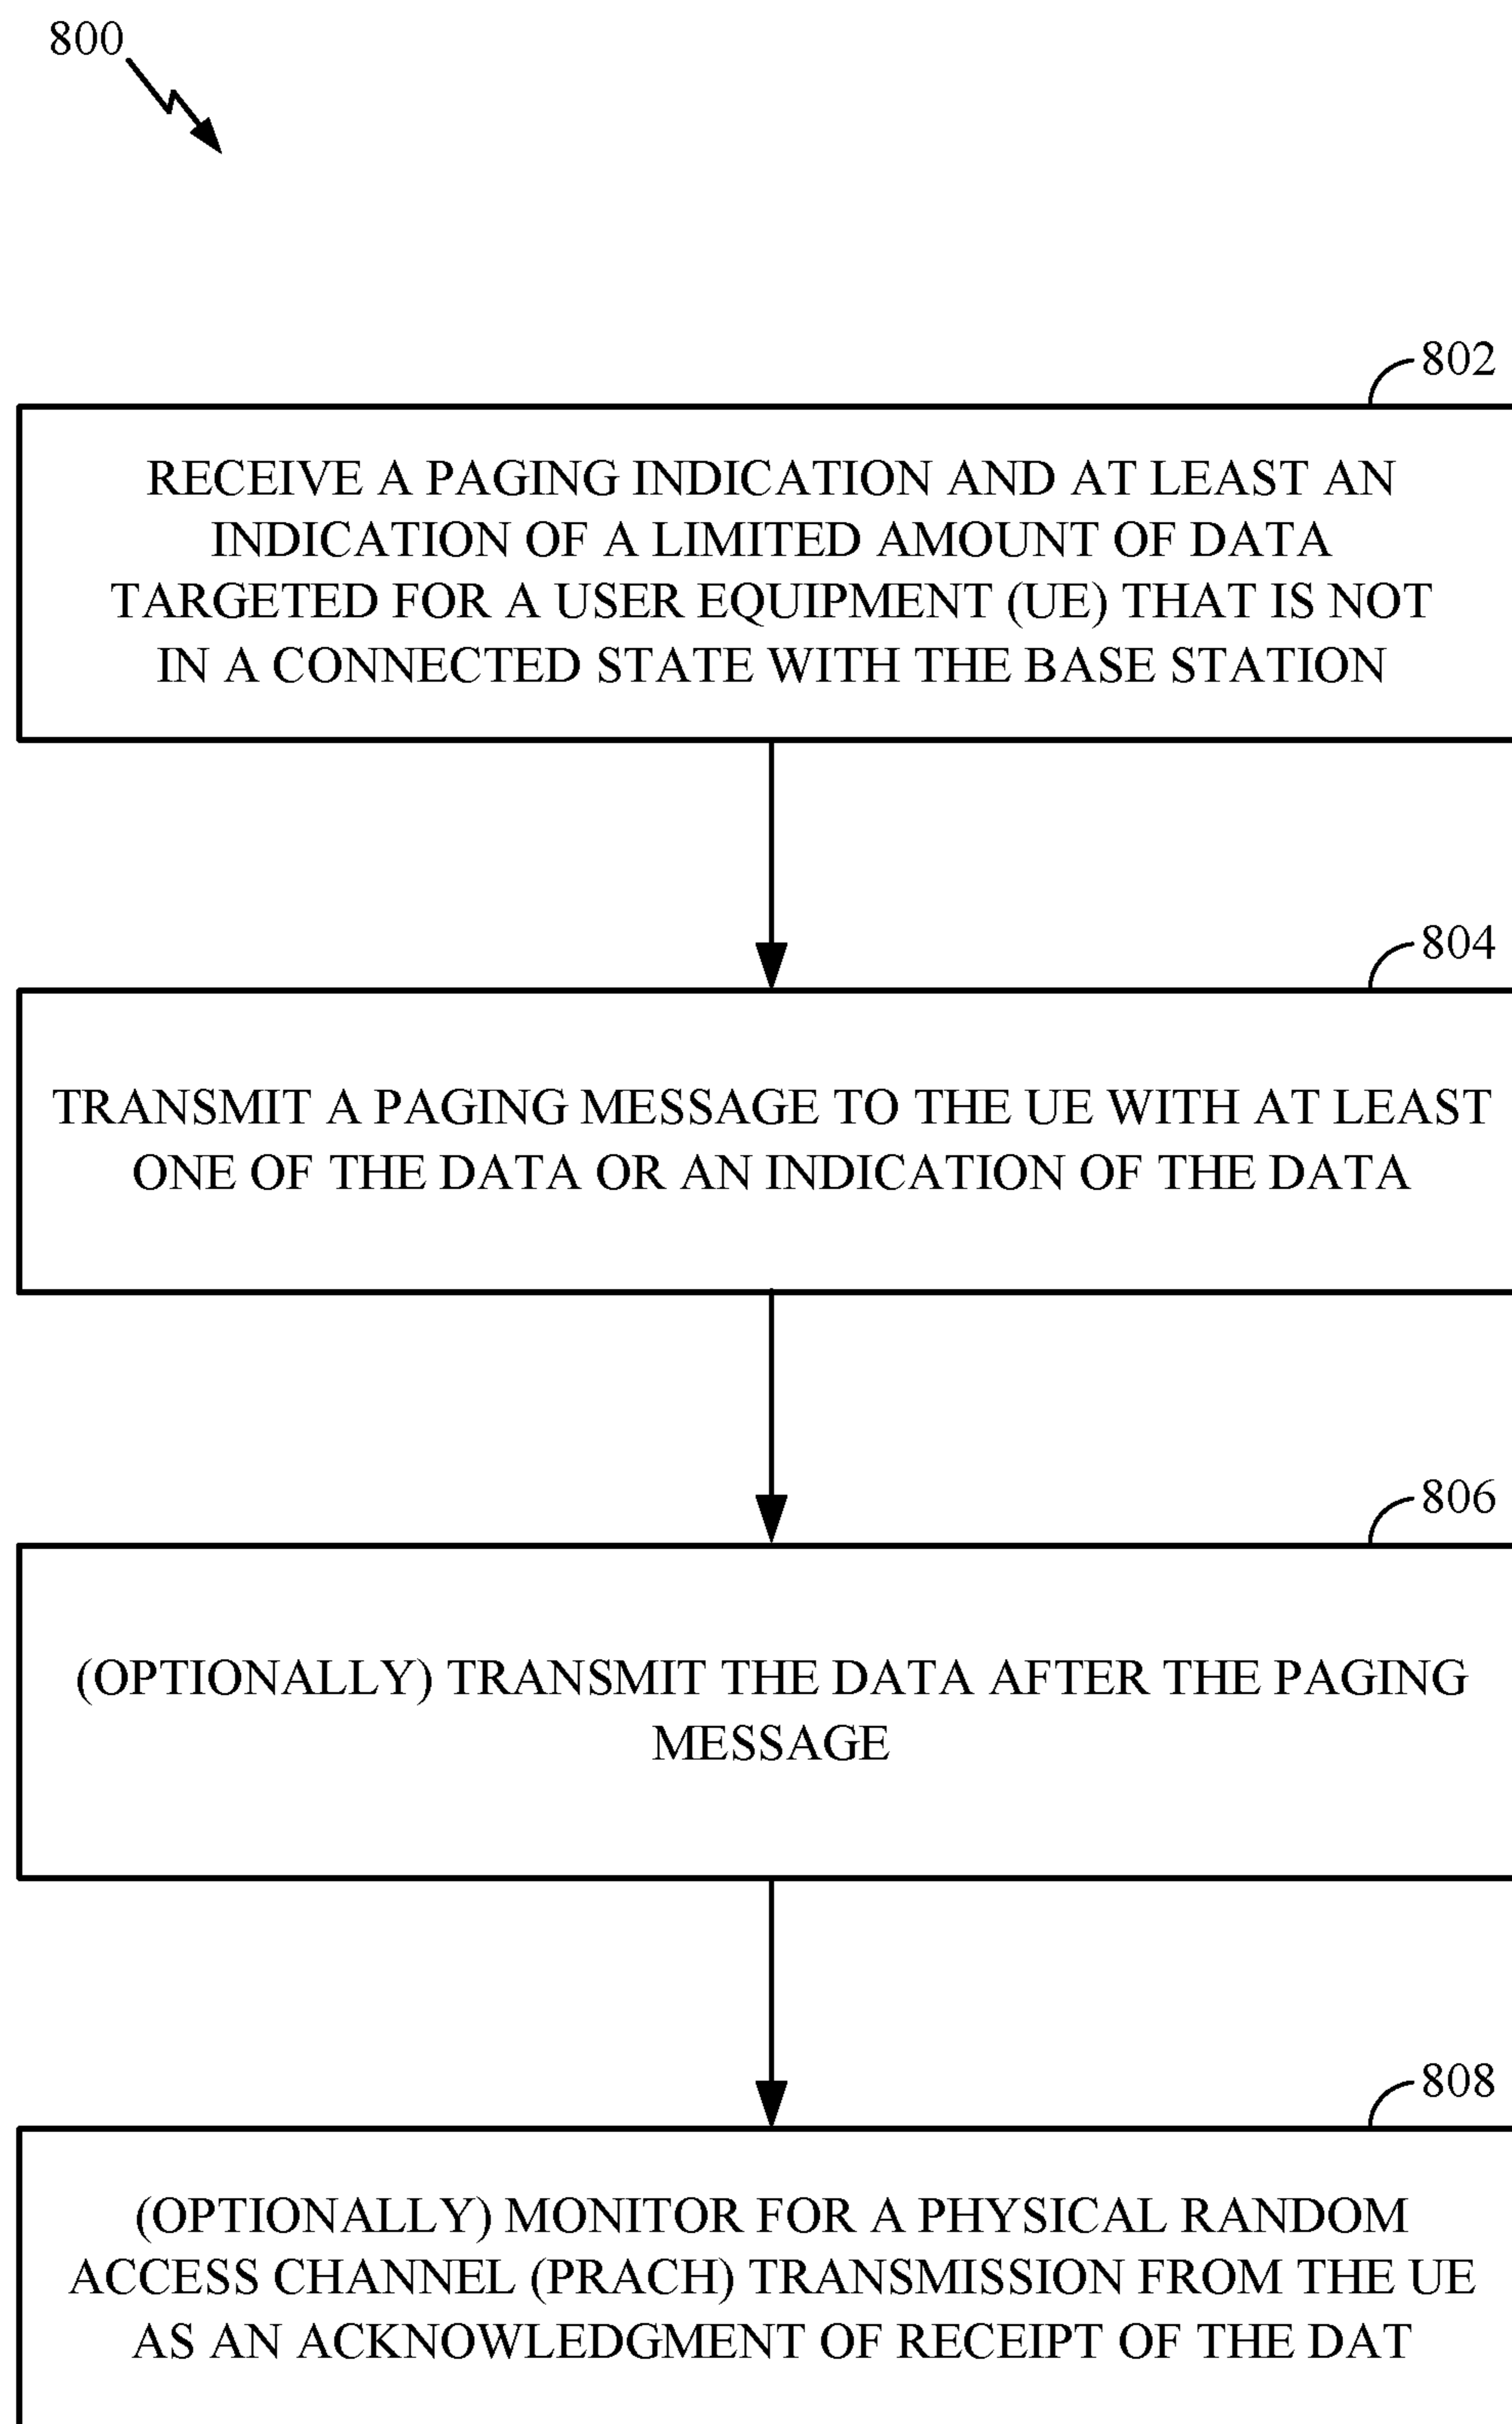 800
802
RECEIVE A PAGING INDICATION AND AT LEAST AN
INDICATION OF A LIMITED AMOUNT OF DATA
TARGETED FOR A USER EQUIPMENT (UE) THAT IS NOT
IN A CONNECTED STATE WITH THE BASE STATION
804
TRANSMIT A PAGING MESSAGE TO THE UE WITH AT LEAST
ONE OF THE DATA OR AN INDICATION OF THE DATA
806
(OPTIONALLY) TRANSMIT THE DATA AFTER THE PAGING
MESSAGE
808
(OPTIONALLY) MONITOR FOR A PHYSICAL RANDOM
ACCESS CHANNEL (PRACH) TRANSMISSION FROM THE UE
AS AN ACKNOWLEDGMENT OF RECEIPT OF THE DAT